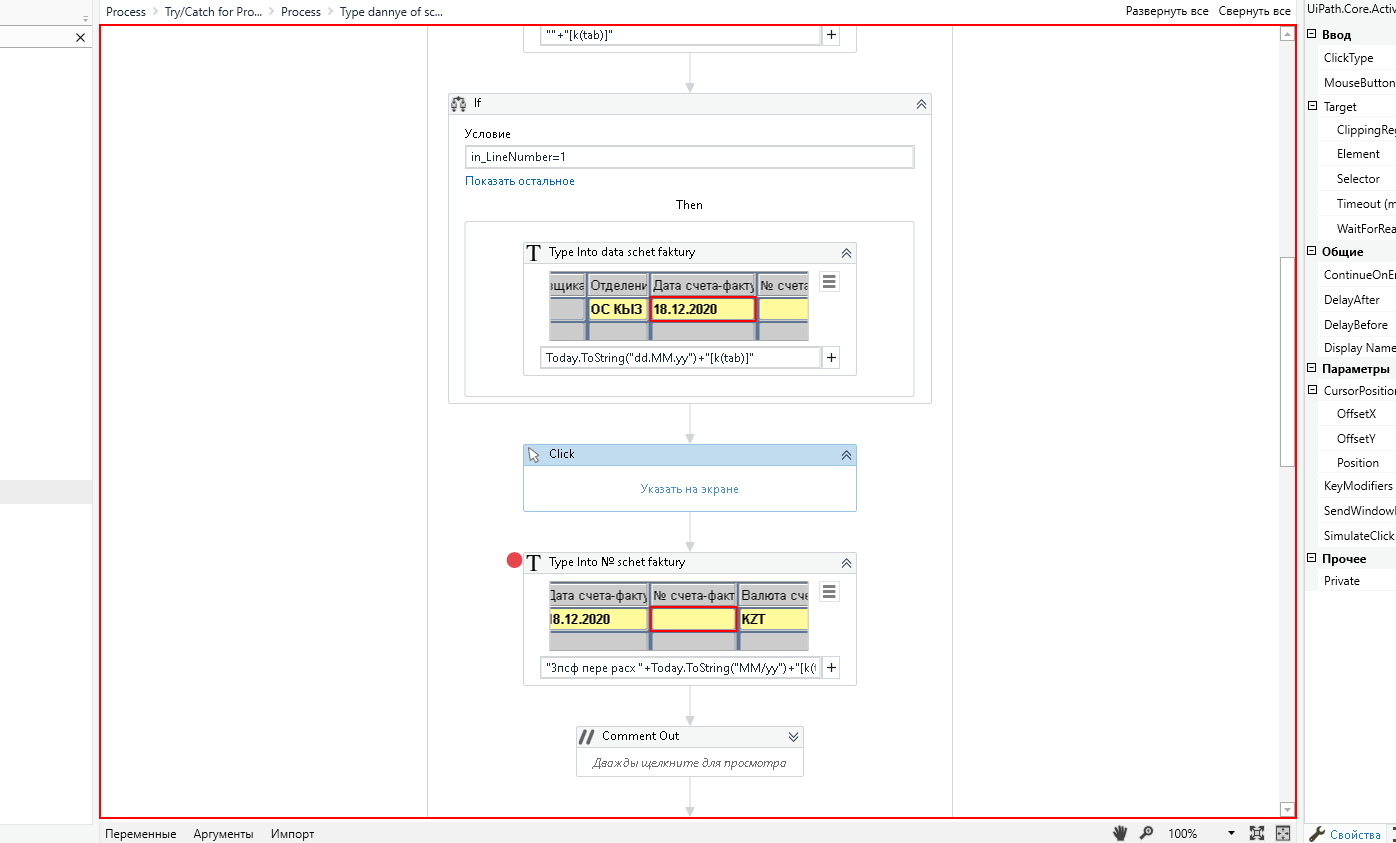 Process
Try/Catch for Pro...
Process
Type dannye of sc...
Развернуть все
Свернуть все
""+"[k(tab)]"
+
If
Условие
in_LineNumber=1
Показать остальное
Then
T Type Into data schet faktury
щика Отделени Дата счета-факту № счета
ОС КЫЗ 18.12.2020
Today.ToString("dd.MM.yy")+"[k(tab)]"
+
Click
Указать на экране
T Type Into № schet faktury
Дата счета-факту № счета-факт Валюта сче
18.12.2020 KZT
"Зпсф пере расх "+Today.ToString("MM/yy")+"[k(t
+
// Comment Out
Дважды щелкните для просмотра
Переменные
Аргументы
Импорт
100%
UiPath.Core.Activ
Ввод
ClickType
MouseButton
Target
ClippingReg
Element
Selector
Timeout (m
WaitForRea
Общие
ContinueOnEr
DelayAfter
DelayBefore
Display Name
Параметры
CursorPosition
OffsetX
OffsetY
Position
KeyModifiers
SendWindowM
SimulateClick
Прочее
Private
Свойства